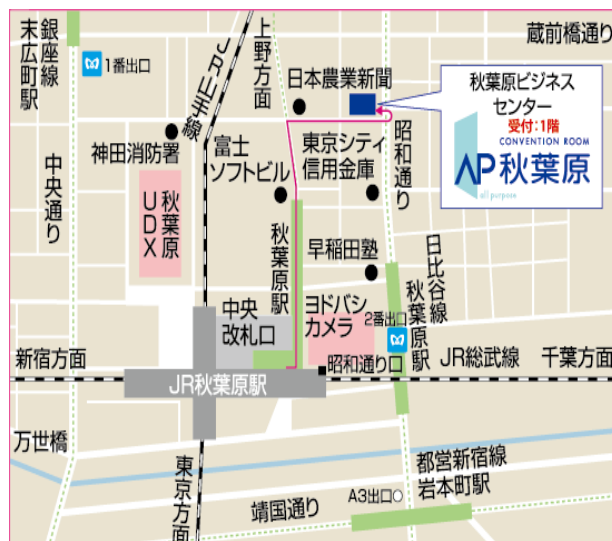 銀座線
末広町駅
1番出口
JR山手線
上野方面
蔵前橋通り
日本農業新聞
秋葉原ビジネス
センター
受付：1階
CONVENTION ROOM
AP秋葉原
all purpose
神田消防署
富士
ソフトビル
東京シティ
信用金庫
昭和通り
中央通り
秋葉原
UDX
秋葉原駅
早稲田塾
日比谷線
秋葉原駅
中央
改札口
ヨドバシ
カメラ
2番出口
新宿方面
昭和通り口
JR総武線
千葉方面
JR秋葉原駅
万世橋
東京方面
都営新宿線
岩本町駅
A3出口
靖国通り